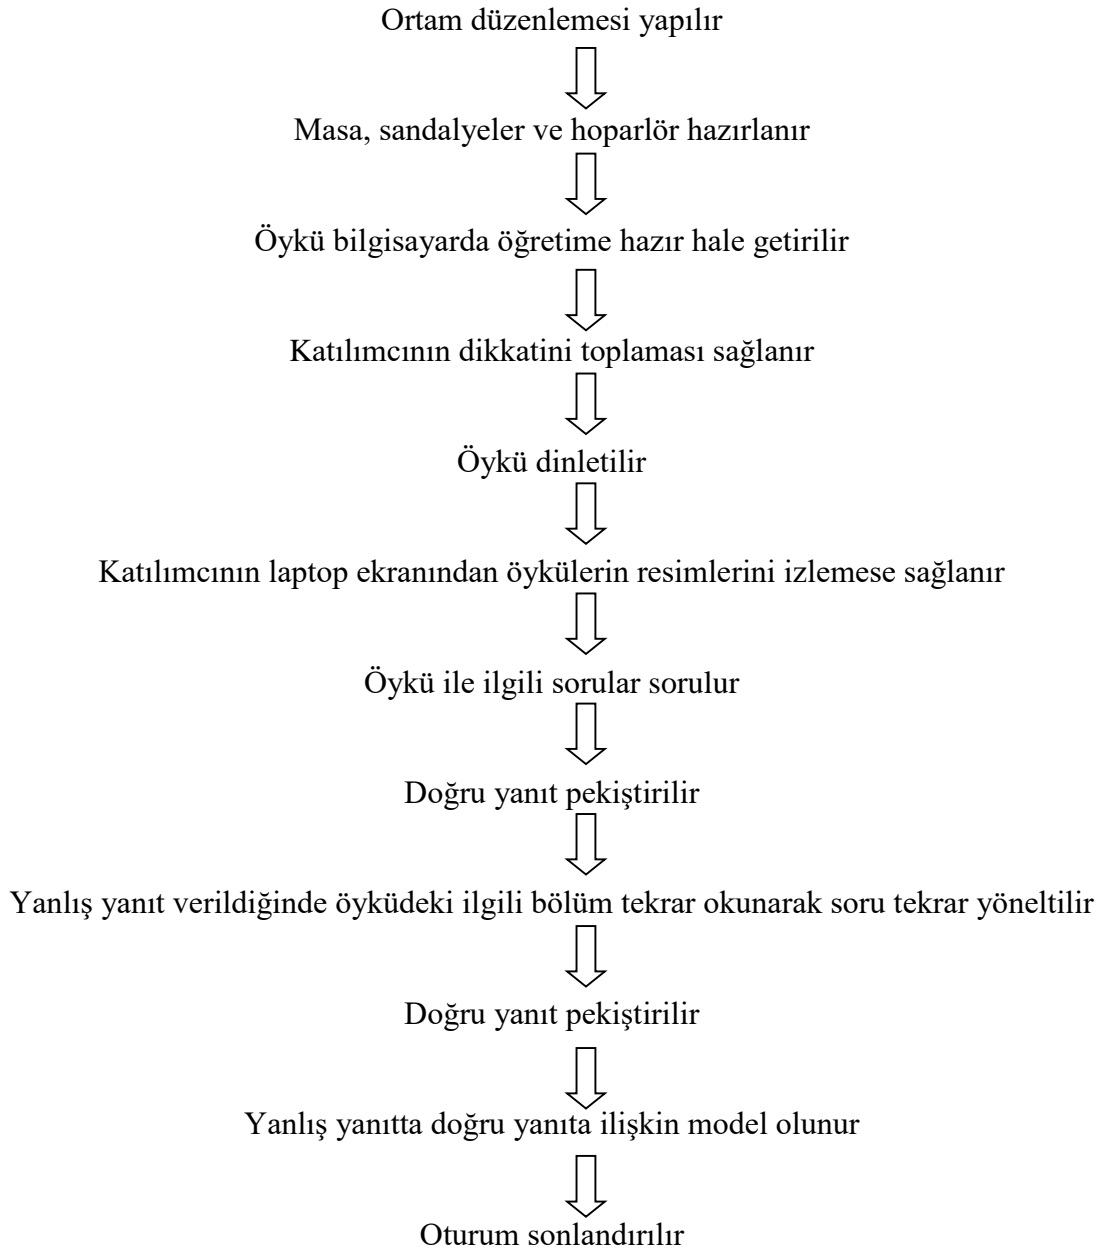 Ortam düzenlemesi yapılır
Masa, sandalyeler ve hoparlör hazırlanır
Öykü bilgisayarda öğretime hazır hale getirilir
Katılımcının dikkatini toplaması sağlanır
Öykü dinletilir
Katılımcının laptop ekranından öykülerin resimlerini izlemese sağlanır
Öykü ile ilgili sorular sorulur
Doğru yanıt pekiştirilir
Yanlış yanıt verildiğinde öyküdeki ilgili bölüm tekrar okunarak soru tekrar yöneltilir
Doğru yanıt pekiştirilir
Yanlış yanıtta doğru yanıta ilişkin model olunur
Oturum sonlandırılır